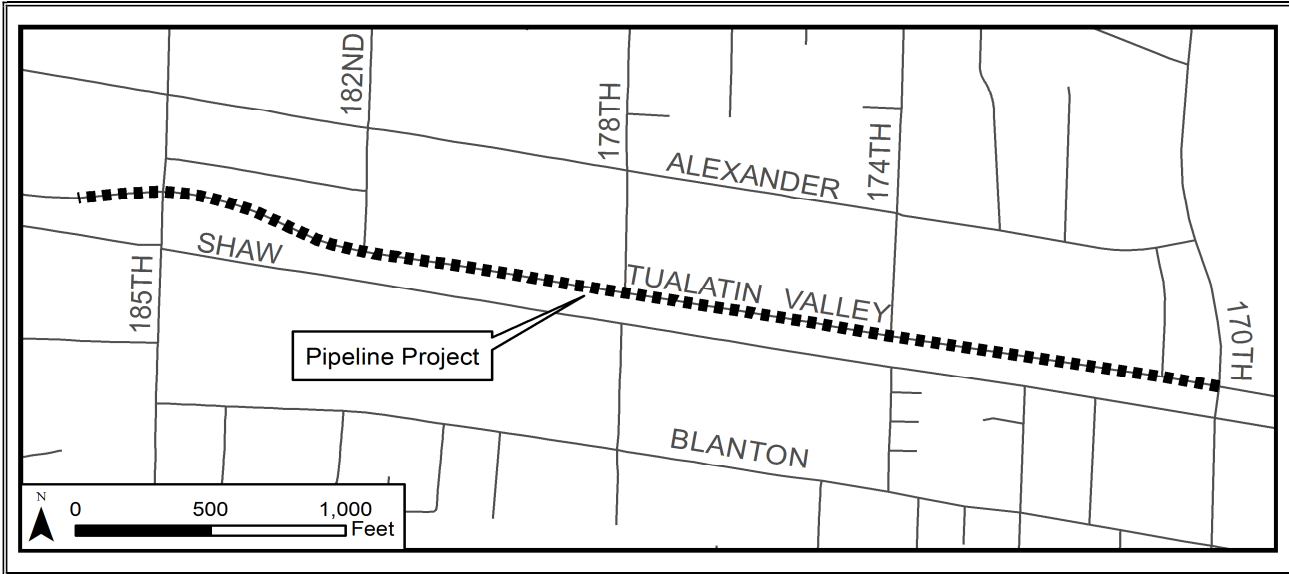 182ND
178TH
ALEXANDER
174TH
SHAW
185TH
TUALATIN VALLEY
170TH
Pipeline Project
BLANTON
N
0 500 1,000
Feet